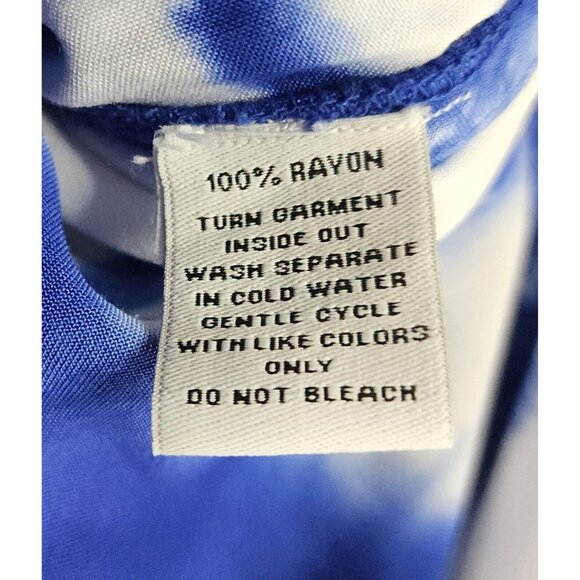 100% RAYON
TURN GARMENT
INSIDE OUT
WASH SEPARATE
IN COLD WATER
GENTLE CYCLE
WITH LIKE COLORS
ONLY
DO NOT BLEACH